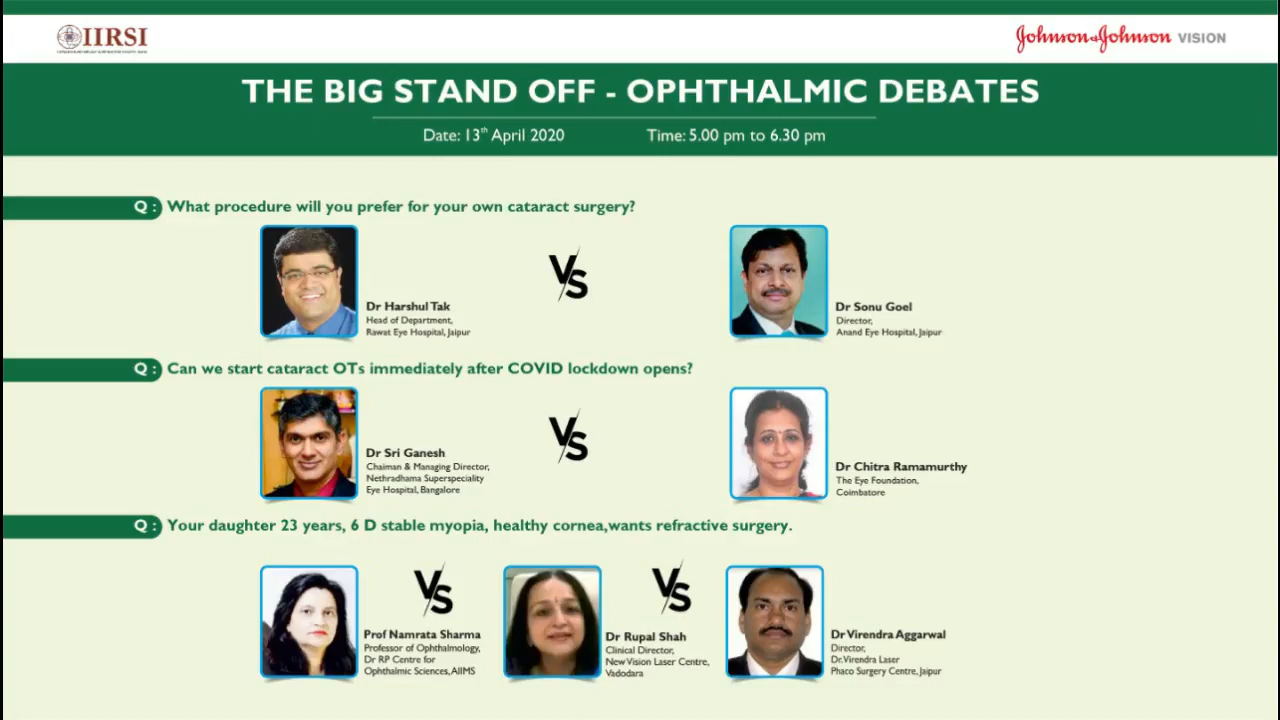 IIRSI
Johnson & Johnson VISION
THE BIG STAND OFF - OPHTHALMIC DEBATES
Date: 13th April 2020 Time: 5.00 pm to 6.30 pm
Q : What procedure will you prefer for your own cataract surgery?
Dr Harshul Tak
Head of Department,
Rawat Eye Hospital, Jaipur
VS
Dr Sonu Goel
Director,
Anand Eye Hospital, Jaipur
Q : Can we start cataract OTs immediately after COVID lockdown opens?
Dr Sri Ganesh
Chaiman & Managing Director,
Nethradhama Superspeciality
Eye Hospital, Bangalore
VS
Dr Chitra Ramamurthy
The Eye Foundation,
Coimbatore
Q : Your daughter 23 years, 6 D stable myopia, healthy cornea,wants refractive surgery.
Prof Namrata Sharma
Professor of Ophthalmology,
Dr RP Centre for
Ophthalmic Sciences, AIIMS
VS
Dr Rupal Shah
Clinical Director,
New Vision Laser Centre,
Vadodara
VS
Dr Virendra Aggarwal
Director,
Dr.Virendra Laser
Phaco Surgery Centre, Jaipur